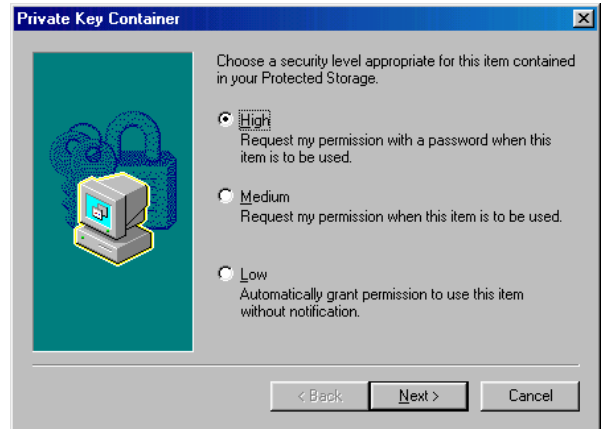 Private Key Container
Choose a security level appropriate for this item contained
in your Protected Storage.
High
Request my permission with a password when this
item is to be used.
Medium
Request my permission when this item is to be used.
Low
Automatically grant permission to use this item
without notification.
< Back Next > Cancel